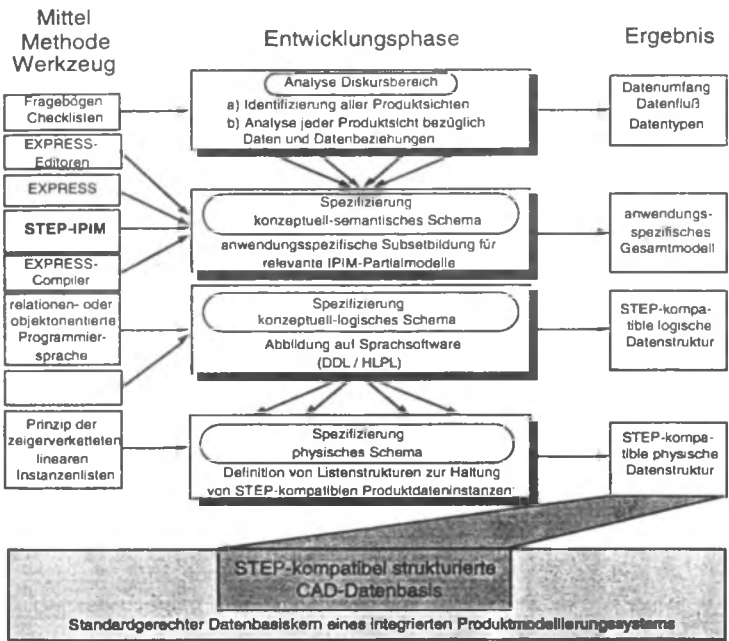 Mittel
Methode
Werkzeug
Entwicklungsphase
Ergebnis
Fragebögen
Checklisten
EXPRESS-
Editoren
EXPRESS
STEP-IPIM
EXPRESS-
Compiler
relationen- oder
objektonentierte
Programmier-
sprache
Prinzip der
zeigerverketteten
linearen
Instanzenlisten
Analyse Diskursbereich
a) Identifizierung aller Produktsichten
b) Analyse jeder Produktsicht bezüglich
Daten und Datenbeziehungen
Spezifizierung
konzeptuell-semantisches Schema
anwendungsspezifische Subsetbildung für
relevante IPIM-Partialmodelle
Spezifizierung
konzeptuell-logisches Schema
Abbildung auf Sprachsoftware
(DDL / HLPL)
Spezifizierung
physisches Schema
Definition von Listenstrukturen zur Haltung
von STEP-kompatiblen Produktdateninstanzen
Datenumfang
Datenfluß
Datentypen
anwendungs-
spezifisches
Gesamtmodell
STEP-kompa-
tible logische
Datenstruktur
STEP-kompa-
tible physische
Datenstruktur
STEP-kompatibel strukturierte
CAD-Datenbasis
Standardgerechter Datenbasiskern eines integrierten Produktmodellierungssystems